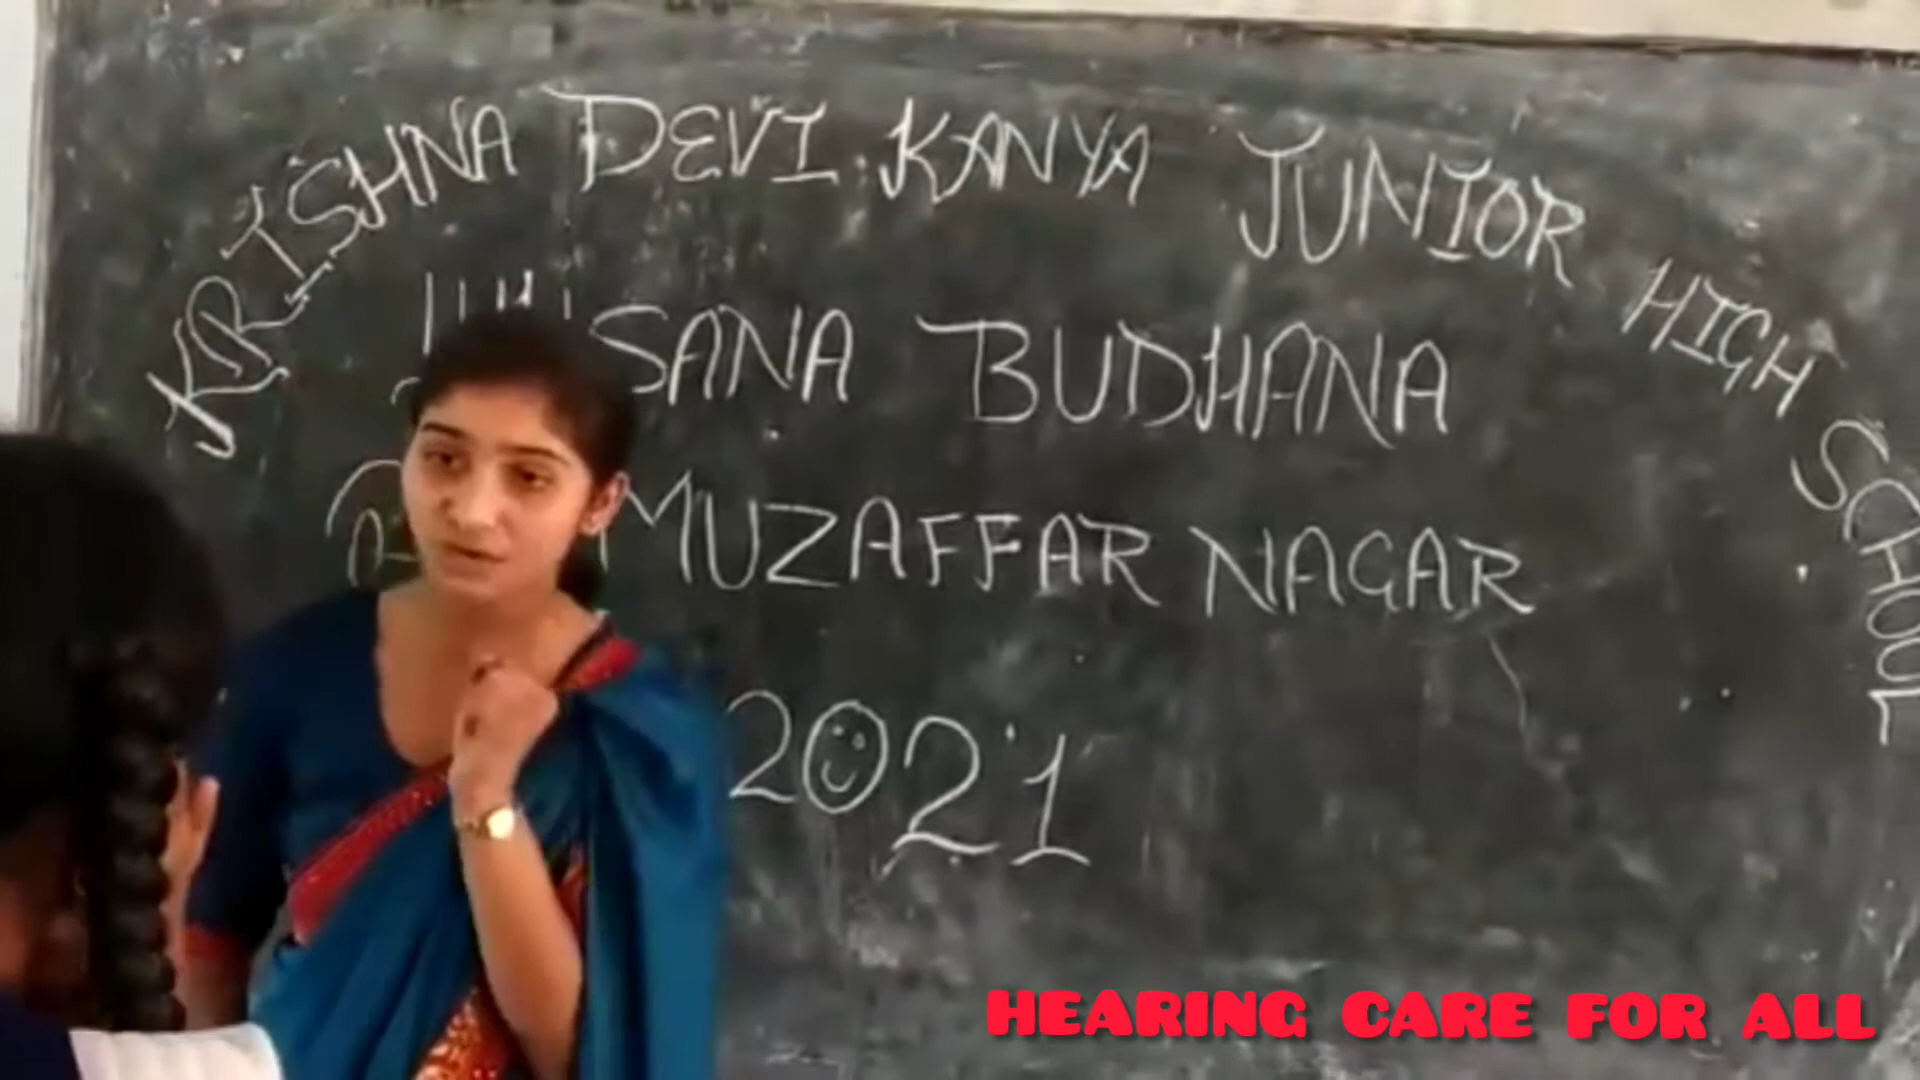 KRISHNA DEVI KANYA JUNIOR HIGH SCHOOL
SANA BUDHANA
MUZAFFAR NAGAR
2021
HEARING CARE FOR ALL